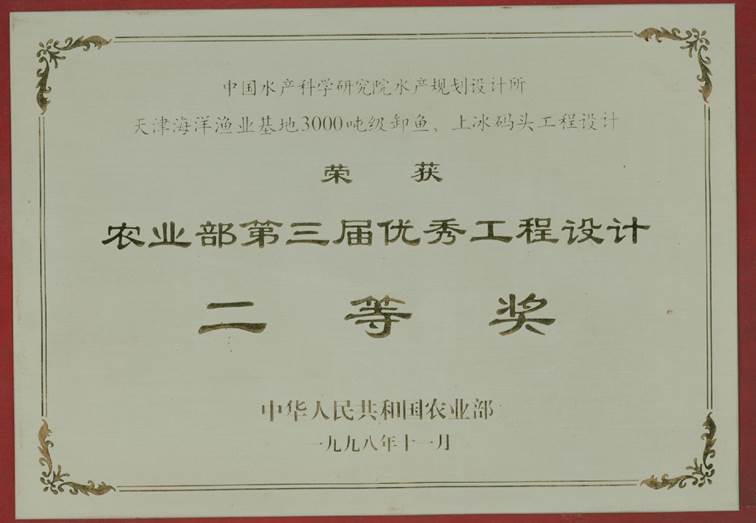 中国水产科学研究院水产规划设计所
天津海洋渔业基地3000吨级卸鱼、上冰码头工程设计
荣获
农业部第三届优秀工程设计
二等奖
中华人民共和国农业部
一九九八年十一月